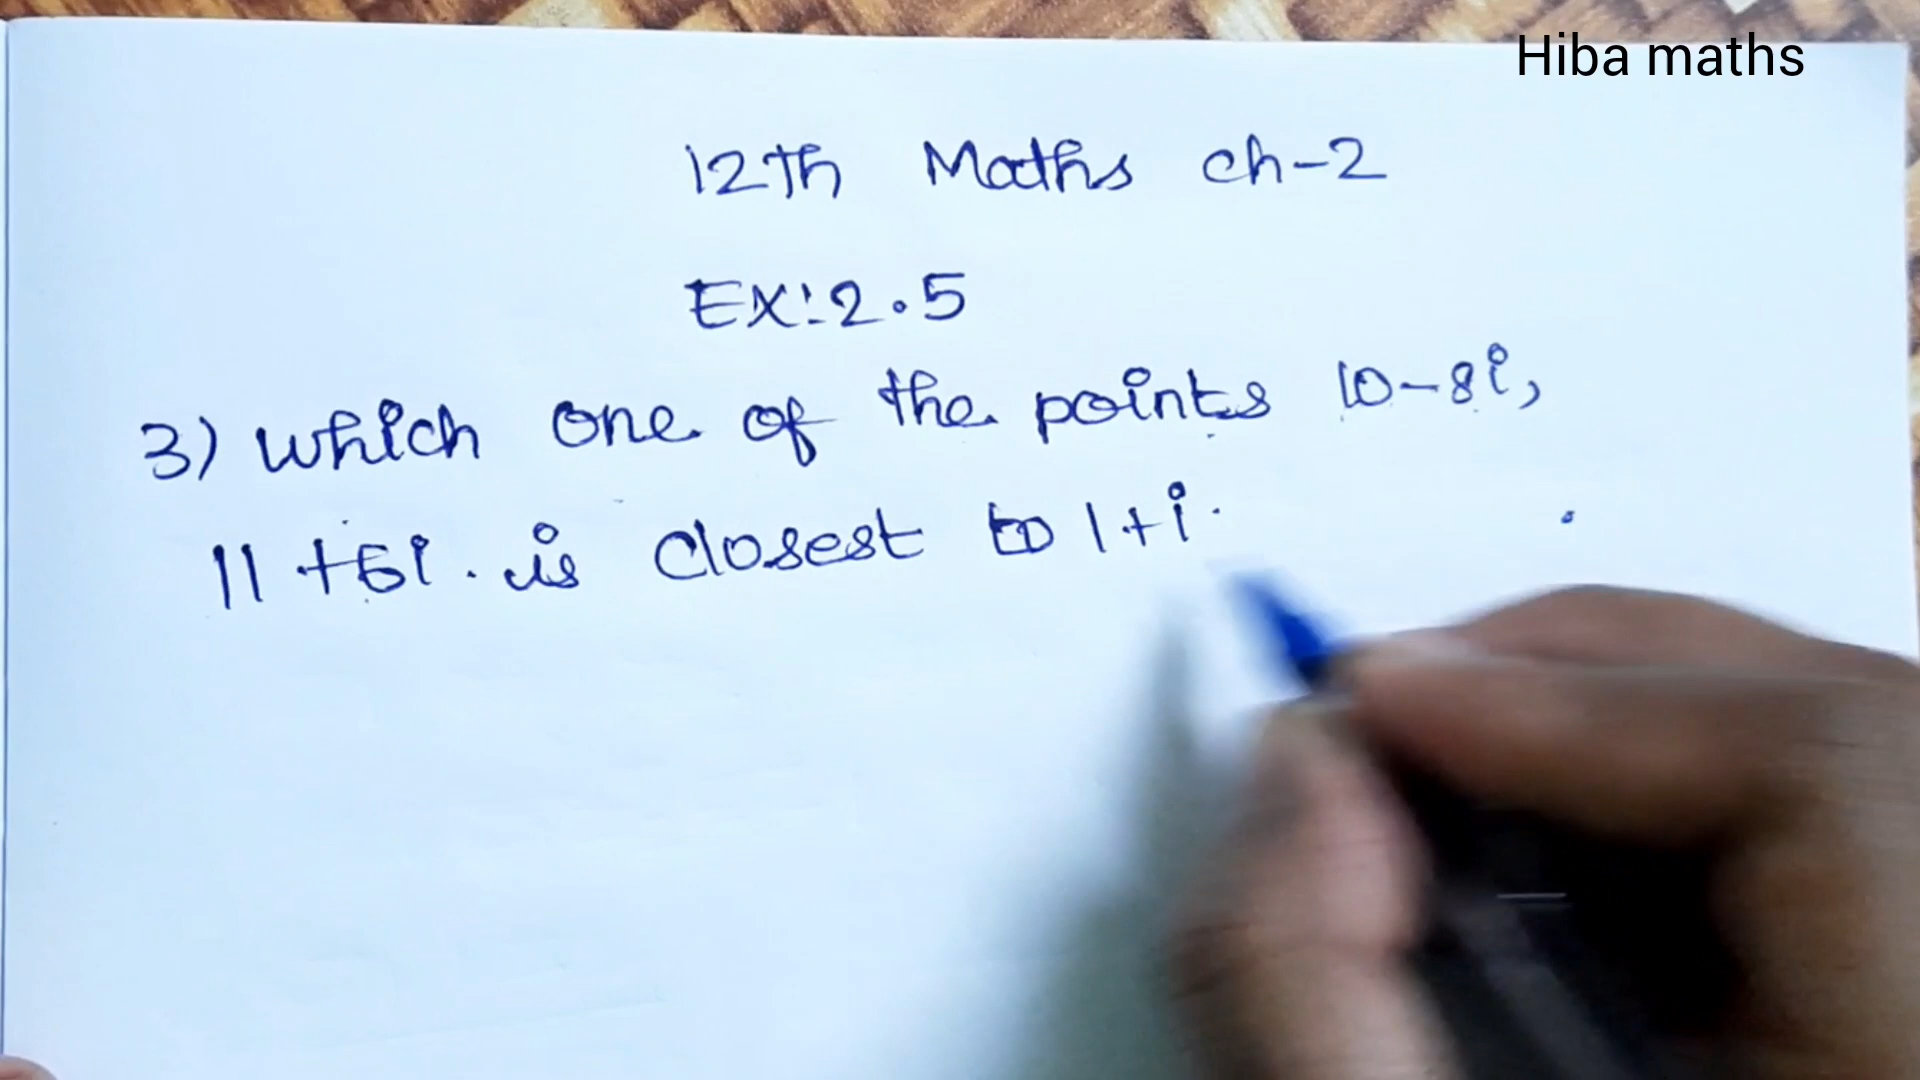 Hiba maths
12th Maths ch-2
EX:2.5
3) which one of the points 10-8i,
11+6i. is closest to 1+i.